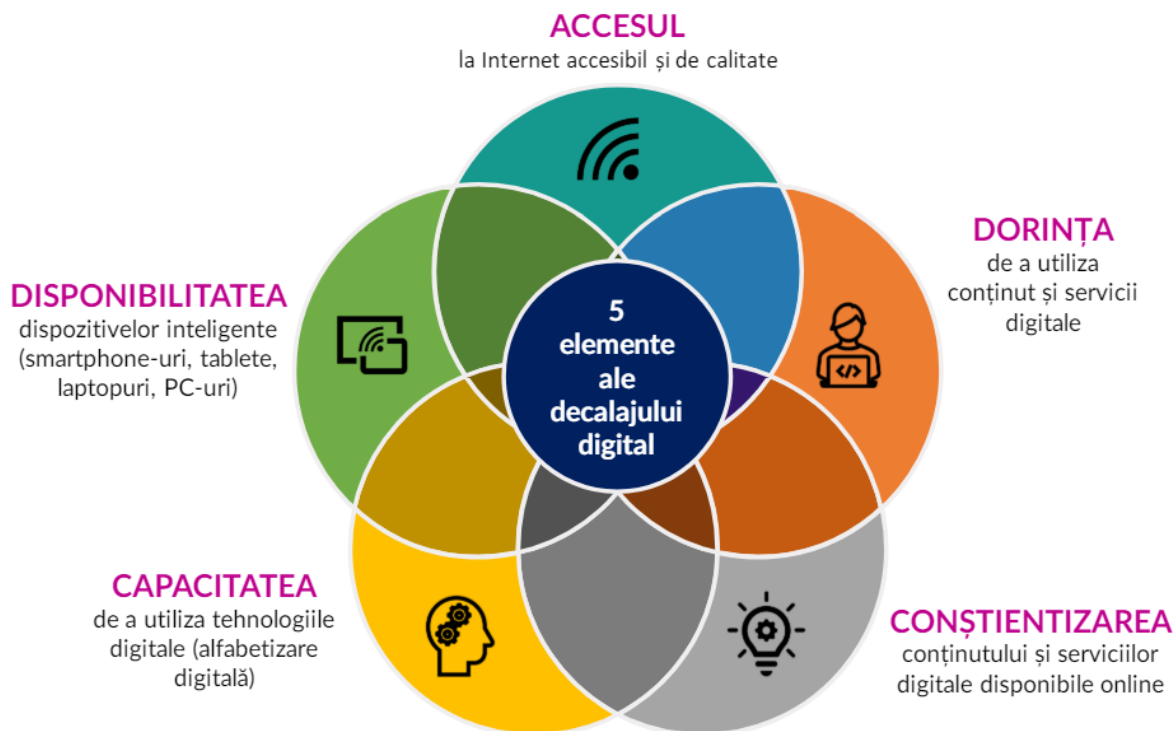 ACCESUL
la Internet accesibil și de calitate
DORINȚA
de a utiliza
conținut și servicii
digitale
DISPONIBILITATEA
dispozitivelor inteligente
(smartphone-uri, tablete,
laptopuri, PC-uri)
5
elemente
ale
decalajului
digital
</>
CAPACITATEA
de a utiliza tehnologiile
digitale (alfabetizare
digitală)
CONȘTIENTIZAREA
conținutului și serviciilor
digitale disponibile online